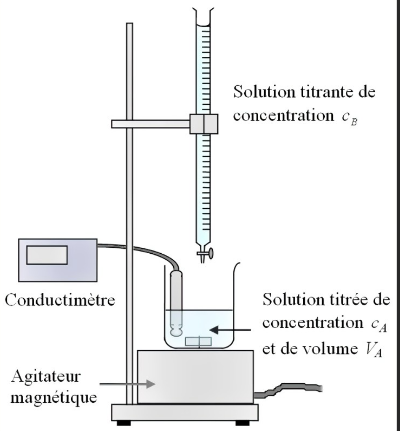 Solution titrante de
concentration c_B
Conductimètre
Solution titrée de
concentration c_A
et de volume V_A
Agitateur
magnétique